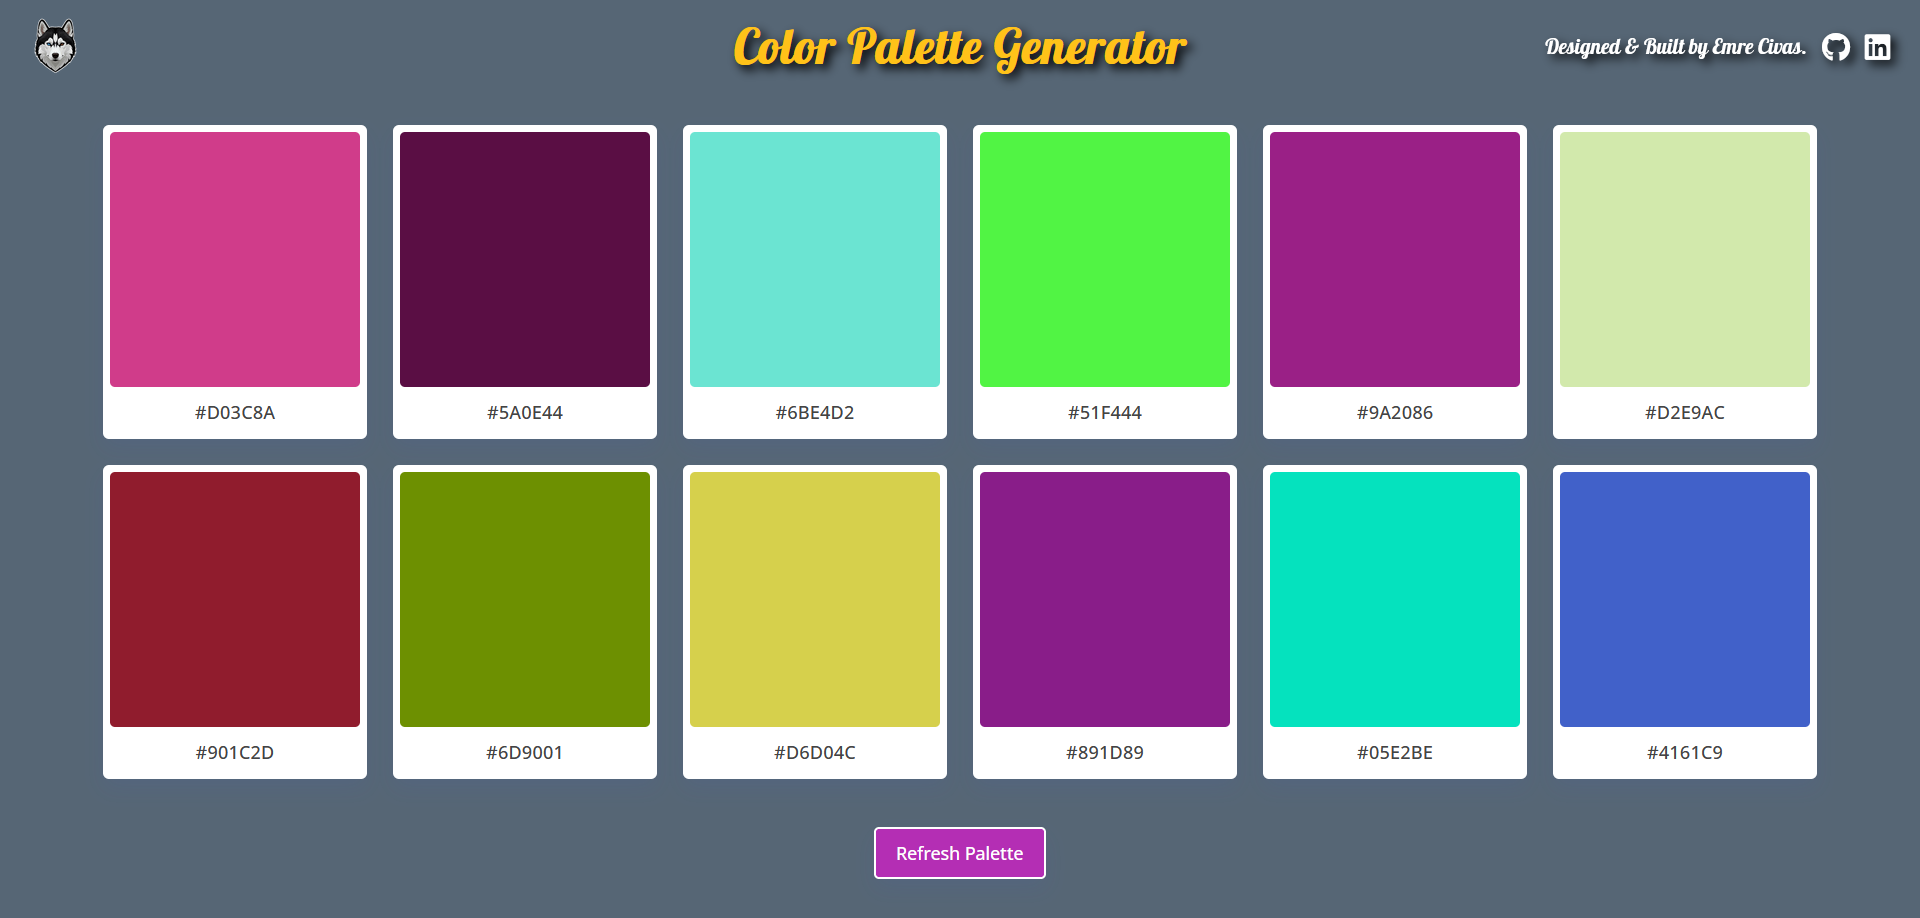 Color Palette Generator
Designed & Built by Emre Civas.
in
#D03C8A
#5A0E44
#6BE4D2
#51F444
#9A2086
#D2E9AC
#901C2D
#6D9001
#D6D04C
#891D89
#05E2BE
#4161C9
Refresh Palette